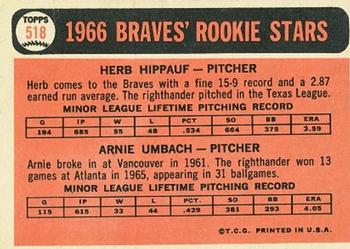 TOPPS
518
1966 BRAVES' ROOKIE STARS
HERB HIPPAUF — PITCHER
Herb comes to the Braves with a fine 15-9 record and a 2.87
earned run average. The righthander pitched in the Texas League.
MINOR LEAGUE LIFETIME PITCHING RECORD
G IP W L PCT. SO BB ERA
184 885 55 48 .534 664 375 3.59
ARNIE UMBACH — PITCHER
Arnie broke in at Vancouver in 1961. The righthander won 13
games at Atlanta in 1965, appearing in 31 ballgames.
MINOR LEAGUE LIFETIME PITCHING RECORD
G IP W L PCT. SO BB ERA
115 615 33 44 .429 381 293 4.05
©T.C.G. PRINTED IN U.S.A.